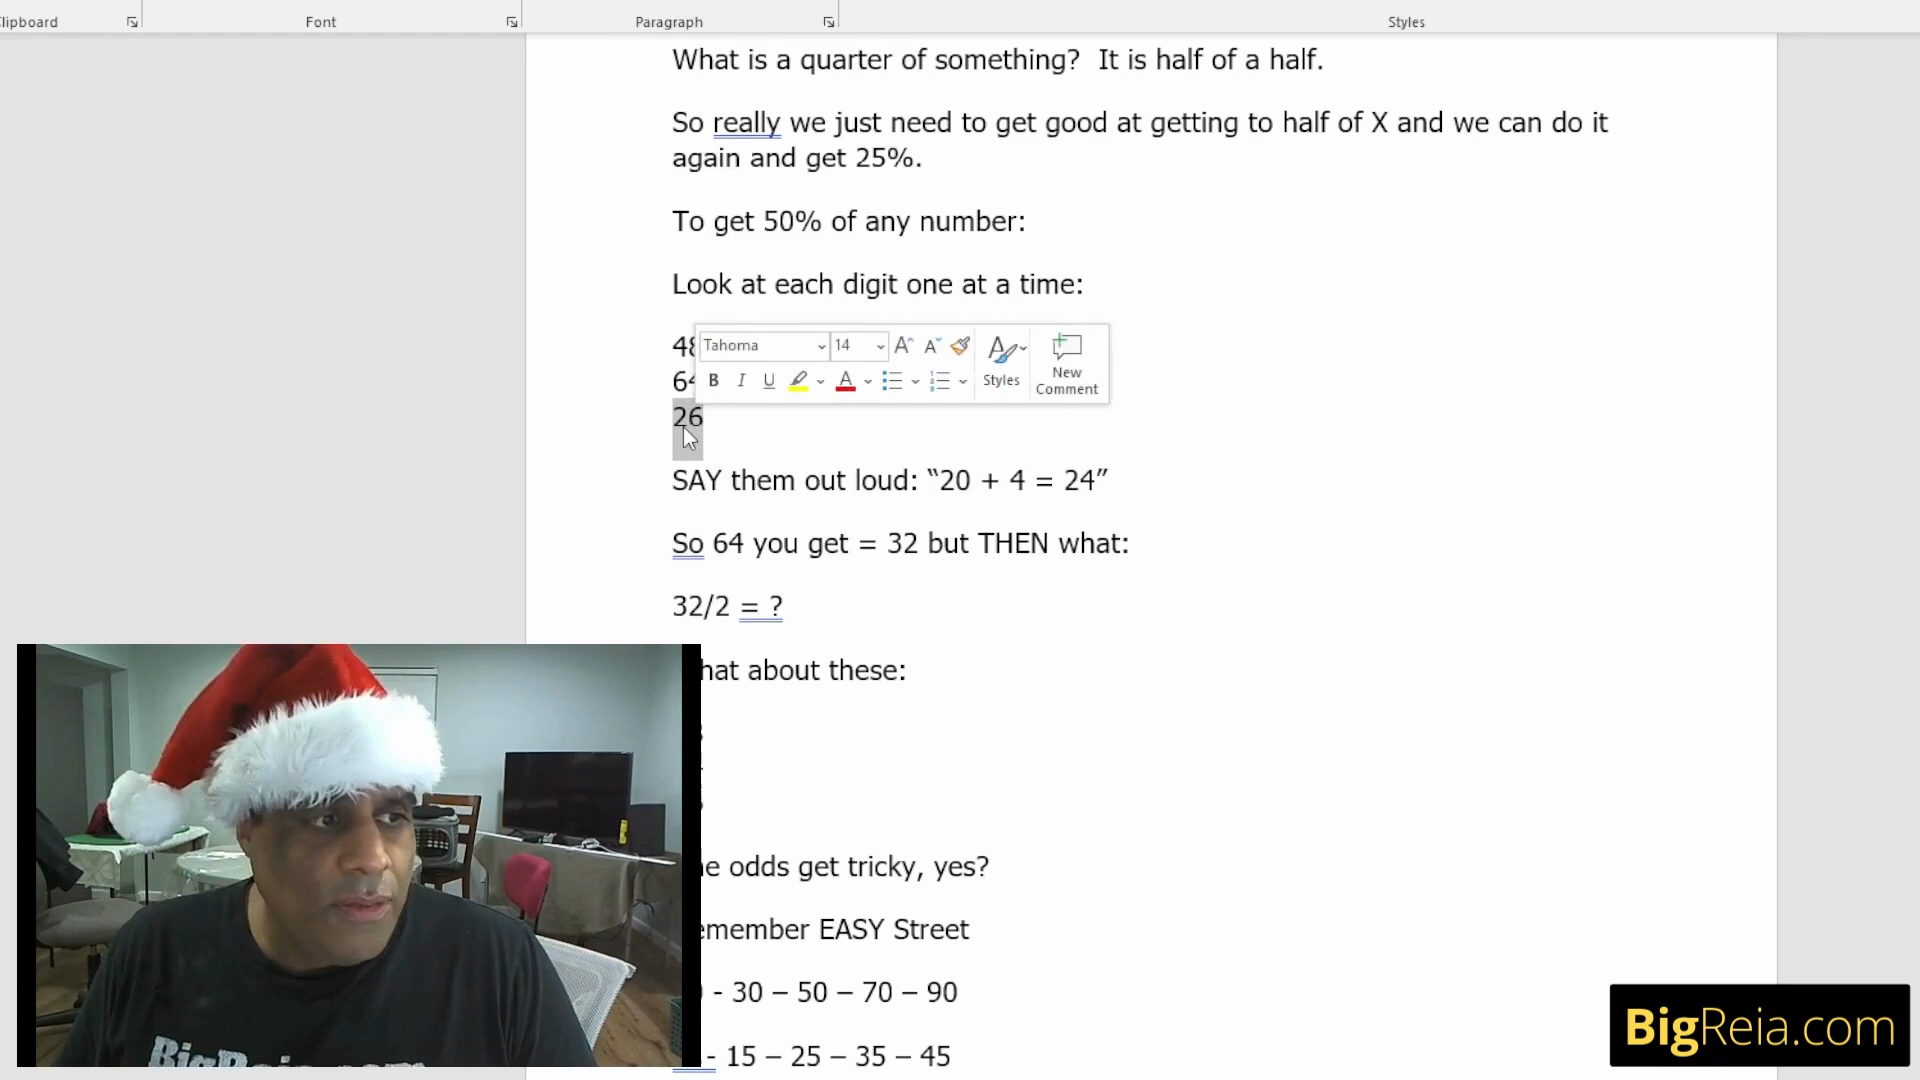 Clipboard Font Paragraph Styles
What is a quarter of something? It is half of a half.
So really we just need to get good at getting to half of X and we can do it
again and get 25%.
To get 50% of any number:
Look at each digit one at a time:
48
Tahoma 14
64
B I U A Styles New Comment
26
SAY them out loud: “20 + 4 = 24”
So 64 you get = 32 but THEN what:
32/2 = ?
hat about these:
e odds get tricky, yes?
emember EASY Street
- 30 – 50 – 70 – 90
- 15 – 25 – 35 – 45
BigReia.com
BigReia.com